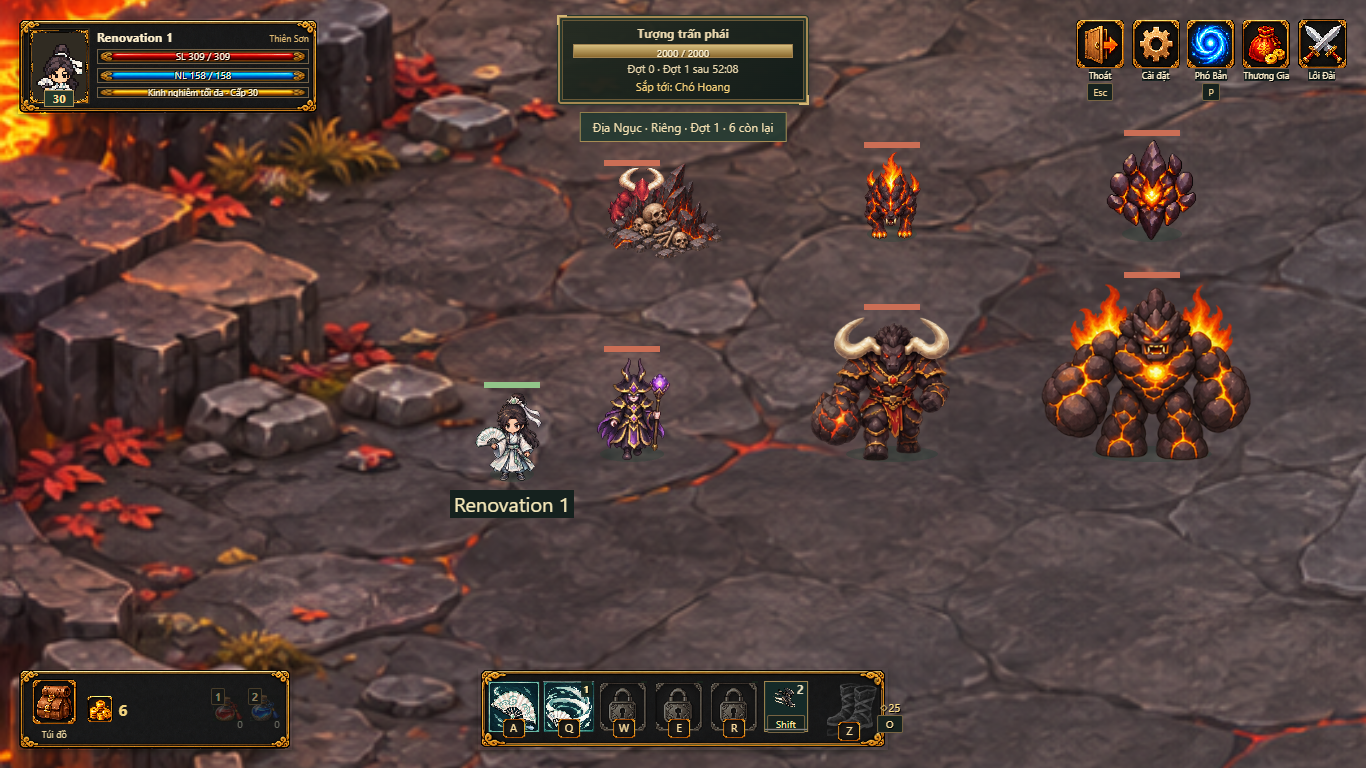 Renovation 1
Thiên Sơn
SL 309 / 309
NL 158 / 158
Kinh nghiệm tối đa · Cấp 30
30
Tượng trấn phái
2000 / 2000
Đợt 0 · Đợt 1 sau 52:08
Sắp tới: Chó Hoang
Địa Ngục · Riêng · Đợt 1 · 6 còn lại
Thoát
Cài đặt
Phó Bản
Thương Gia
Lôi Đài
Esc
P
Renovation 1
Túi đồ
6
1
0
2
0
A
1
Q
W
E
R
2
Shift
Z
25
O